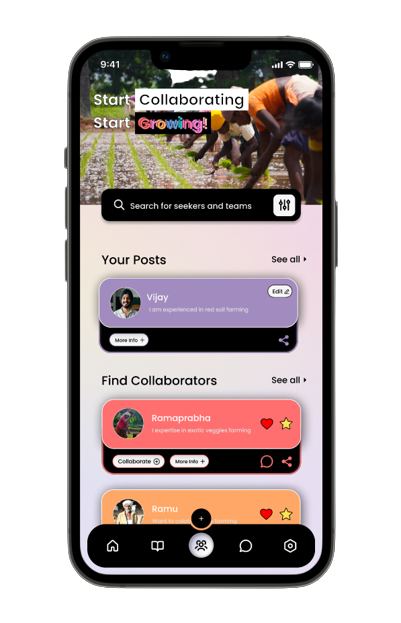 9:41
Start Collaborating
Start Growing!
Search for seekers and teams
Your Posts
See all
Vijay
Edit
I am experienced in red soil farming
More Info +
Find Collaborators
See all
Ramaprabha
I expertise in exotic veggies farming
Collaborate
More Info +
Ramu
+